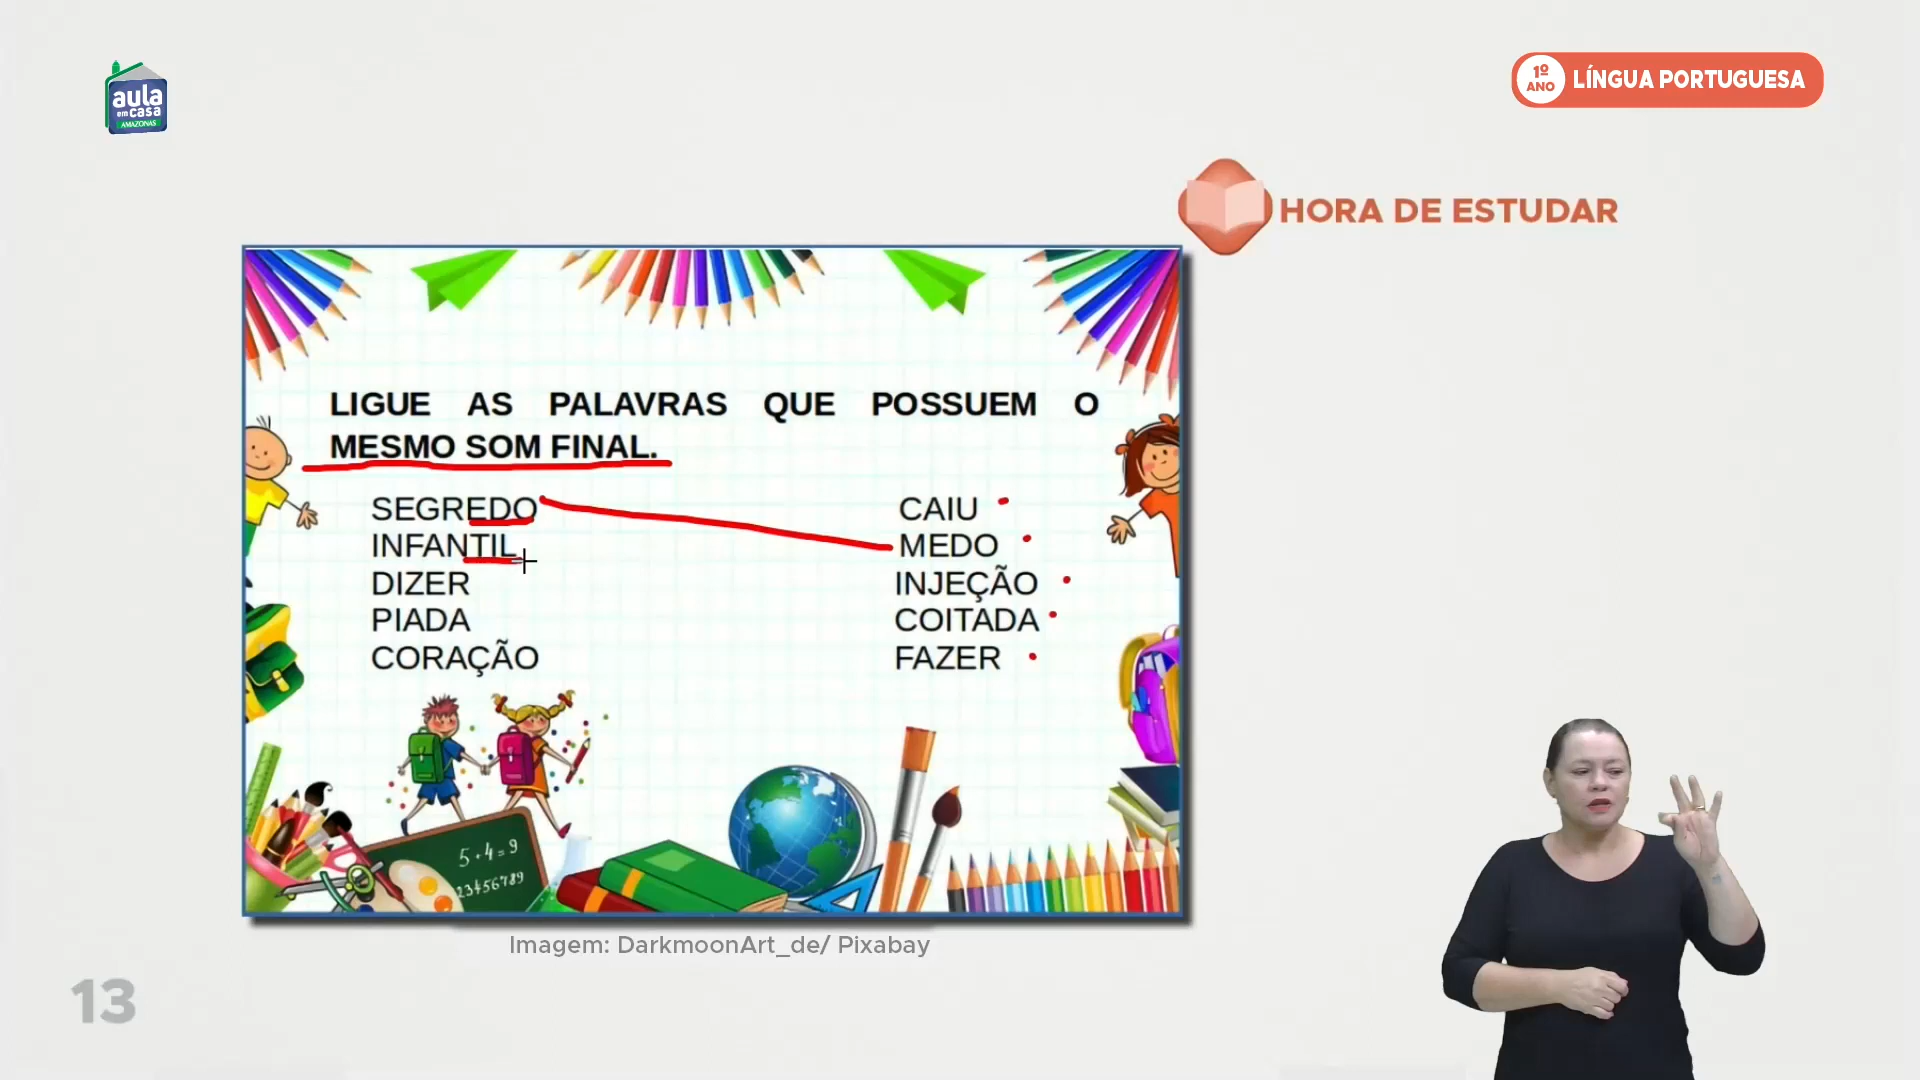 aula
em casa
AMAZONAS
1º
ANO
LÍNGUA PORTUGUESA
HORA DE ESTUDAR
LIGUE AS PALAVRAS QUE POSSUEM O
MESMO SOM FINAL.
SEGREDO CAIU
INFANTIL MEDO
DIZER INJEÇÃO
PIADA COITADA
CORAÇÃO FAZER
5+4=9
23456789
Imagem: DarkmoonArt_de/ Pixabay
13